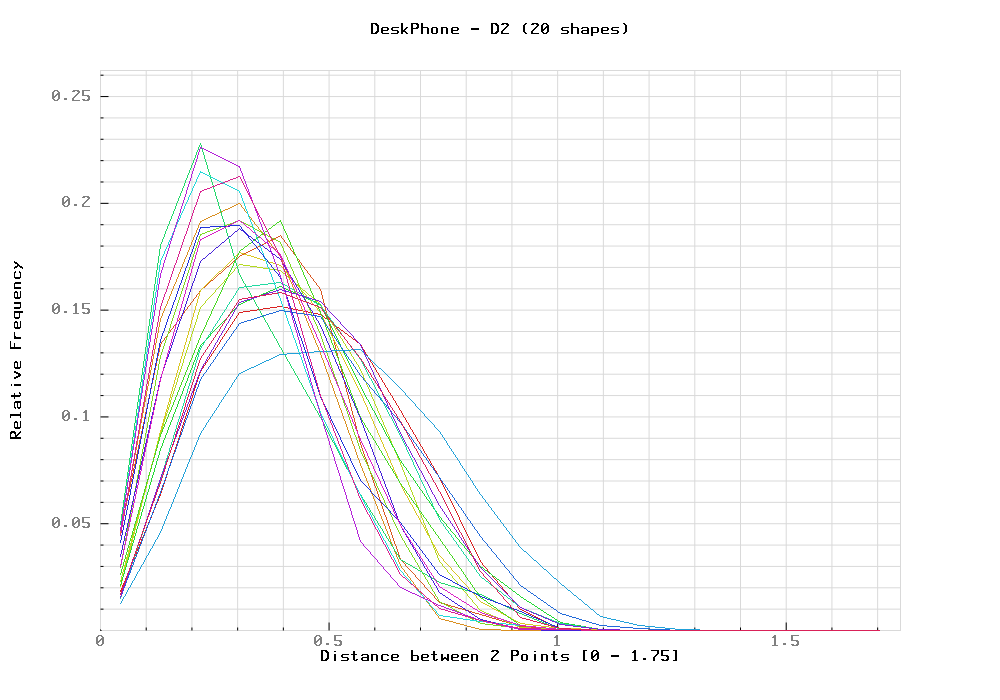 DeskPhone - D2 (20 shapes)
0.25
0.2
0.15
0.1
0.05
Relative Frequency
0 0.5 1 1.5
Distance between 2 Points [0 - 1.75]